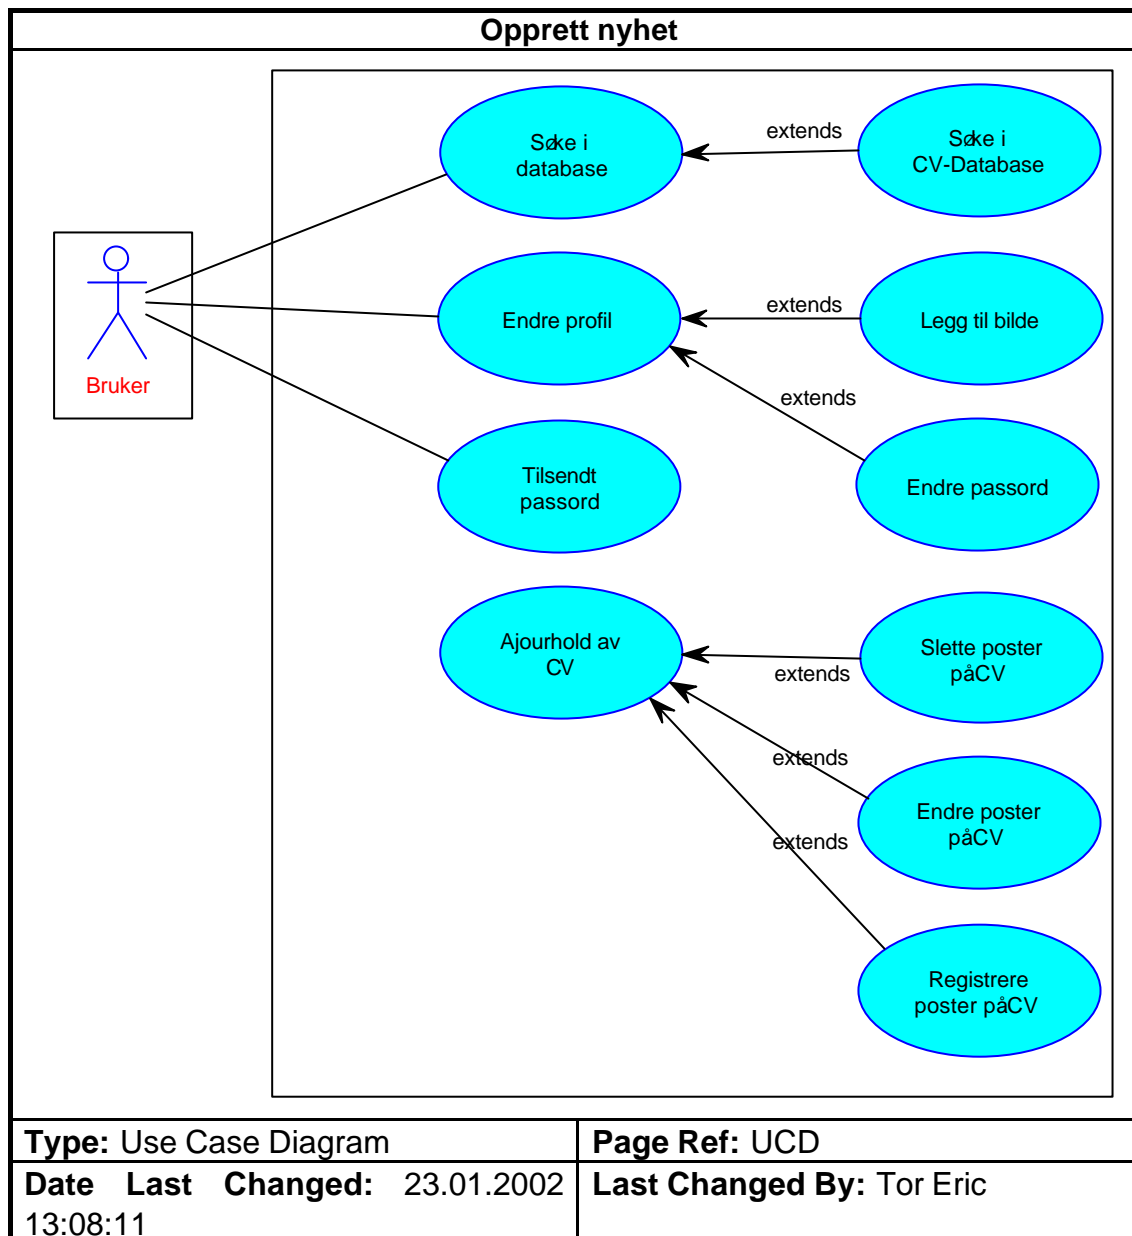 Opprett nyhet
Søke i
database
extends
Søke i
CV-Database
Bruker
Endre profil
extends
Legg til bilde
extends
Tilsendt
passord
Endre passord
Ajourhold av
CV
extends
Slette poster
påCV
extends
Endre poster
påCV
extends
Registrere
poster påCV
Type: Use Case Diagram
Page Ref: UCD
Date Last Changed: 23.01.2002
13:08:11
Last Changed By: Tor Eric